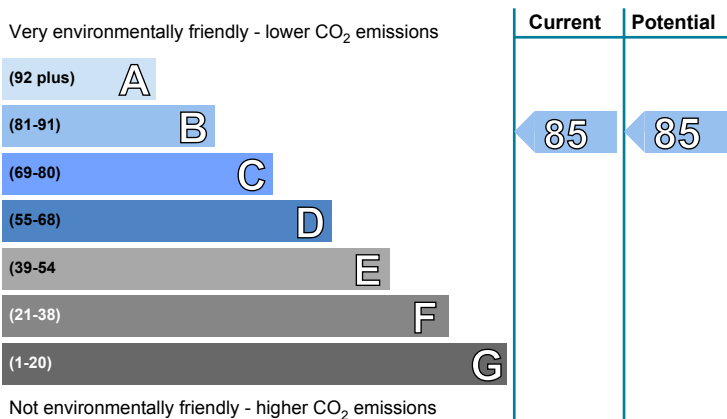 Very environmentally friendly - lower CO2 emissions
Current Potential
(92 plus) A
(81-91) B
85 85
(69-80) C
(55-68) D
(39-54 E
(21-38) F
(1-20) G
Not environmentally friendly - higher CO2 emissions